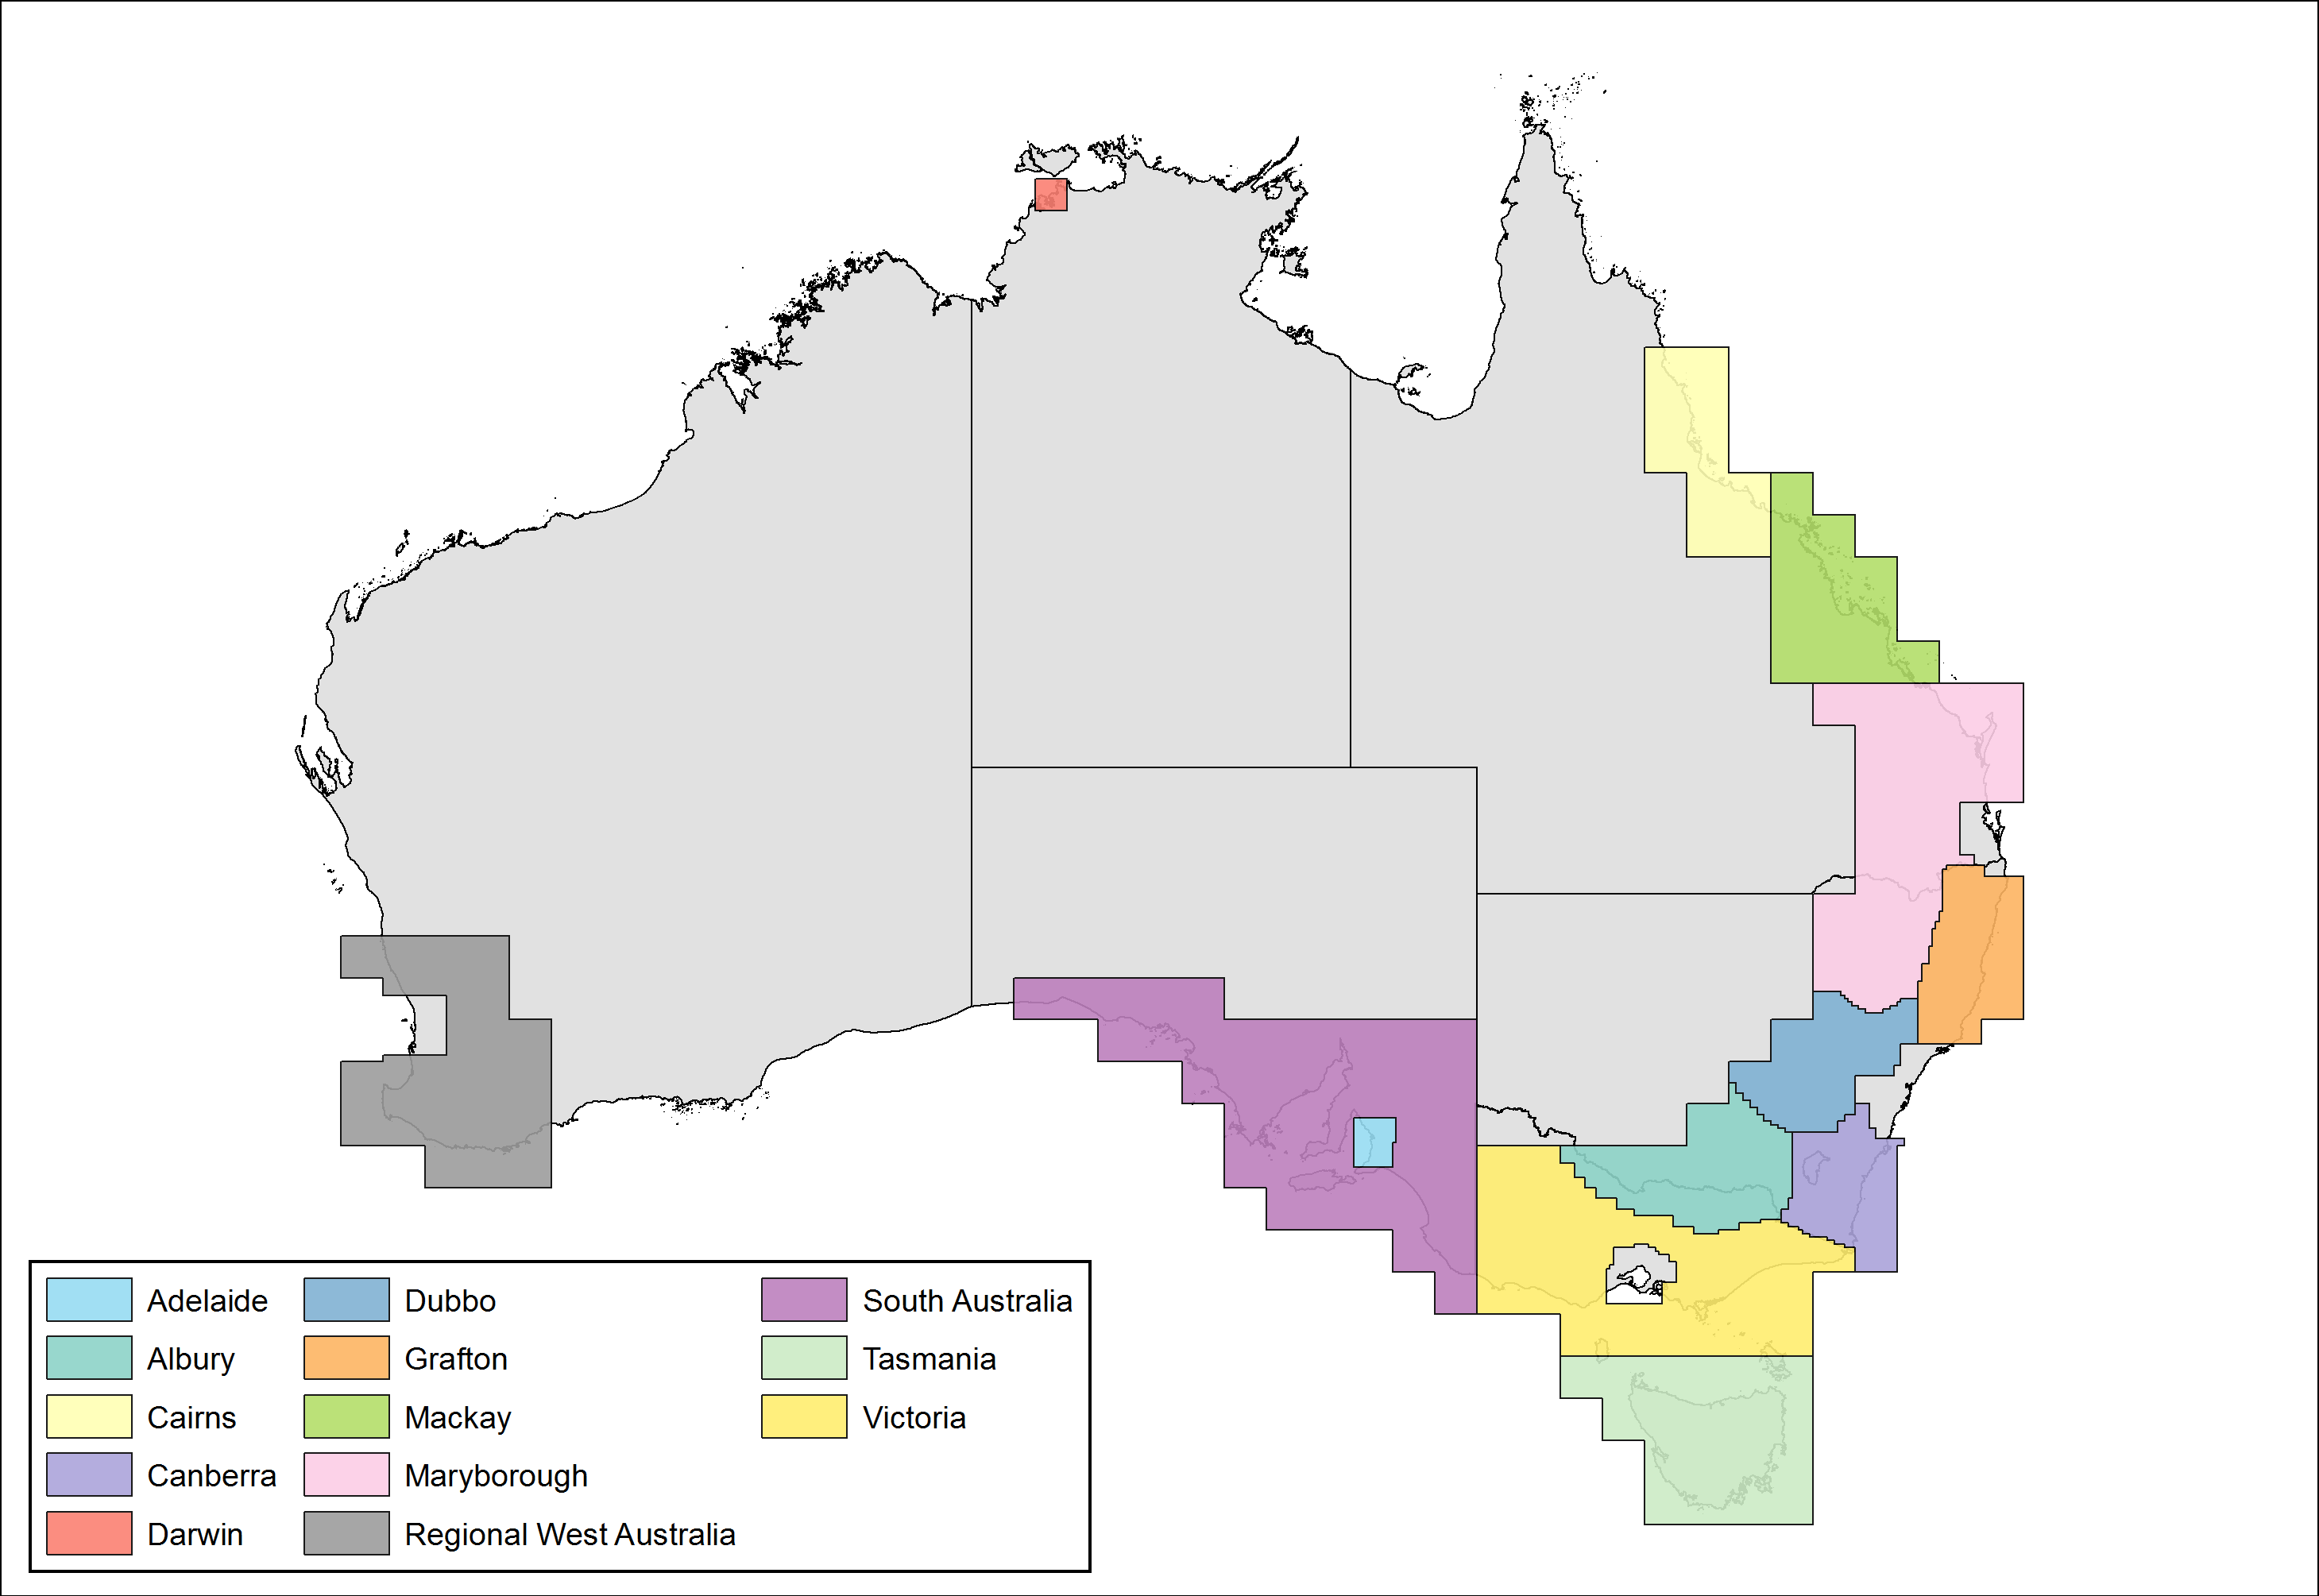 Adelaide
Albury
Cairns
Canberra
Darwin
Dubbo
Grafton
Mackay
Maryborough
Regional West Australia
South Australia
Tasmania
Victoria